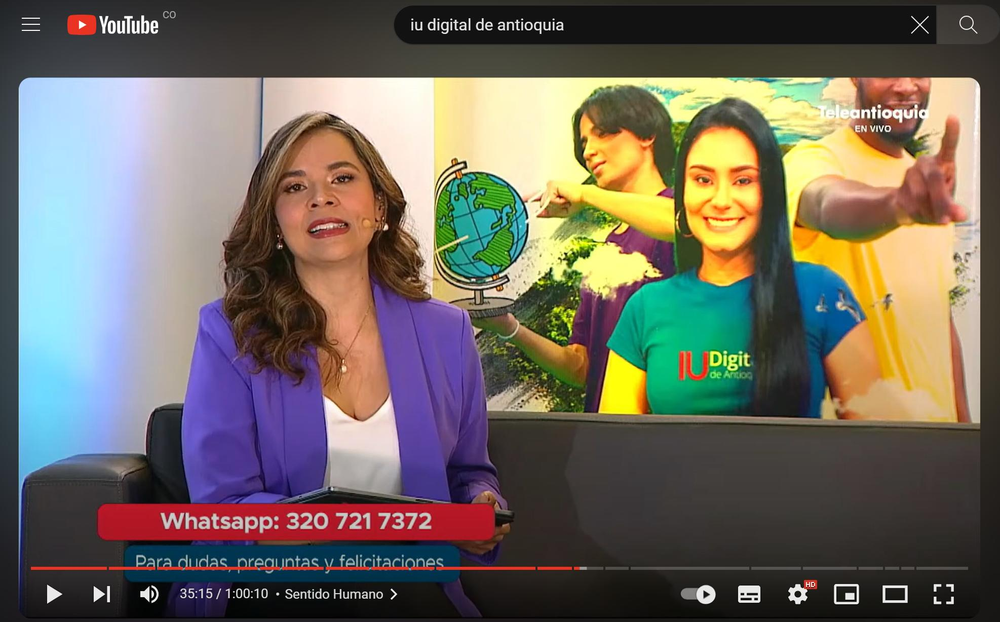 YouTube CO
iu digital de antioquia
Teleantioquia
EN VIVO
IU Digit
de Antioq
Whatsapp: 320 721 7372
Para dudas, preguntas y felicitaciones
35:15 / 1:00:10 • Sentido Humano
HD